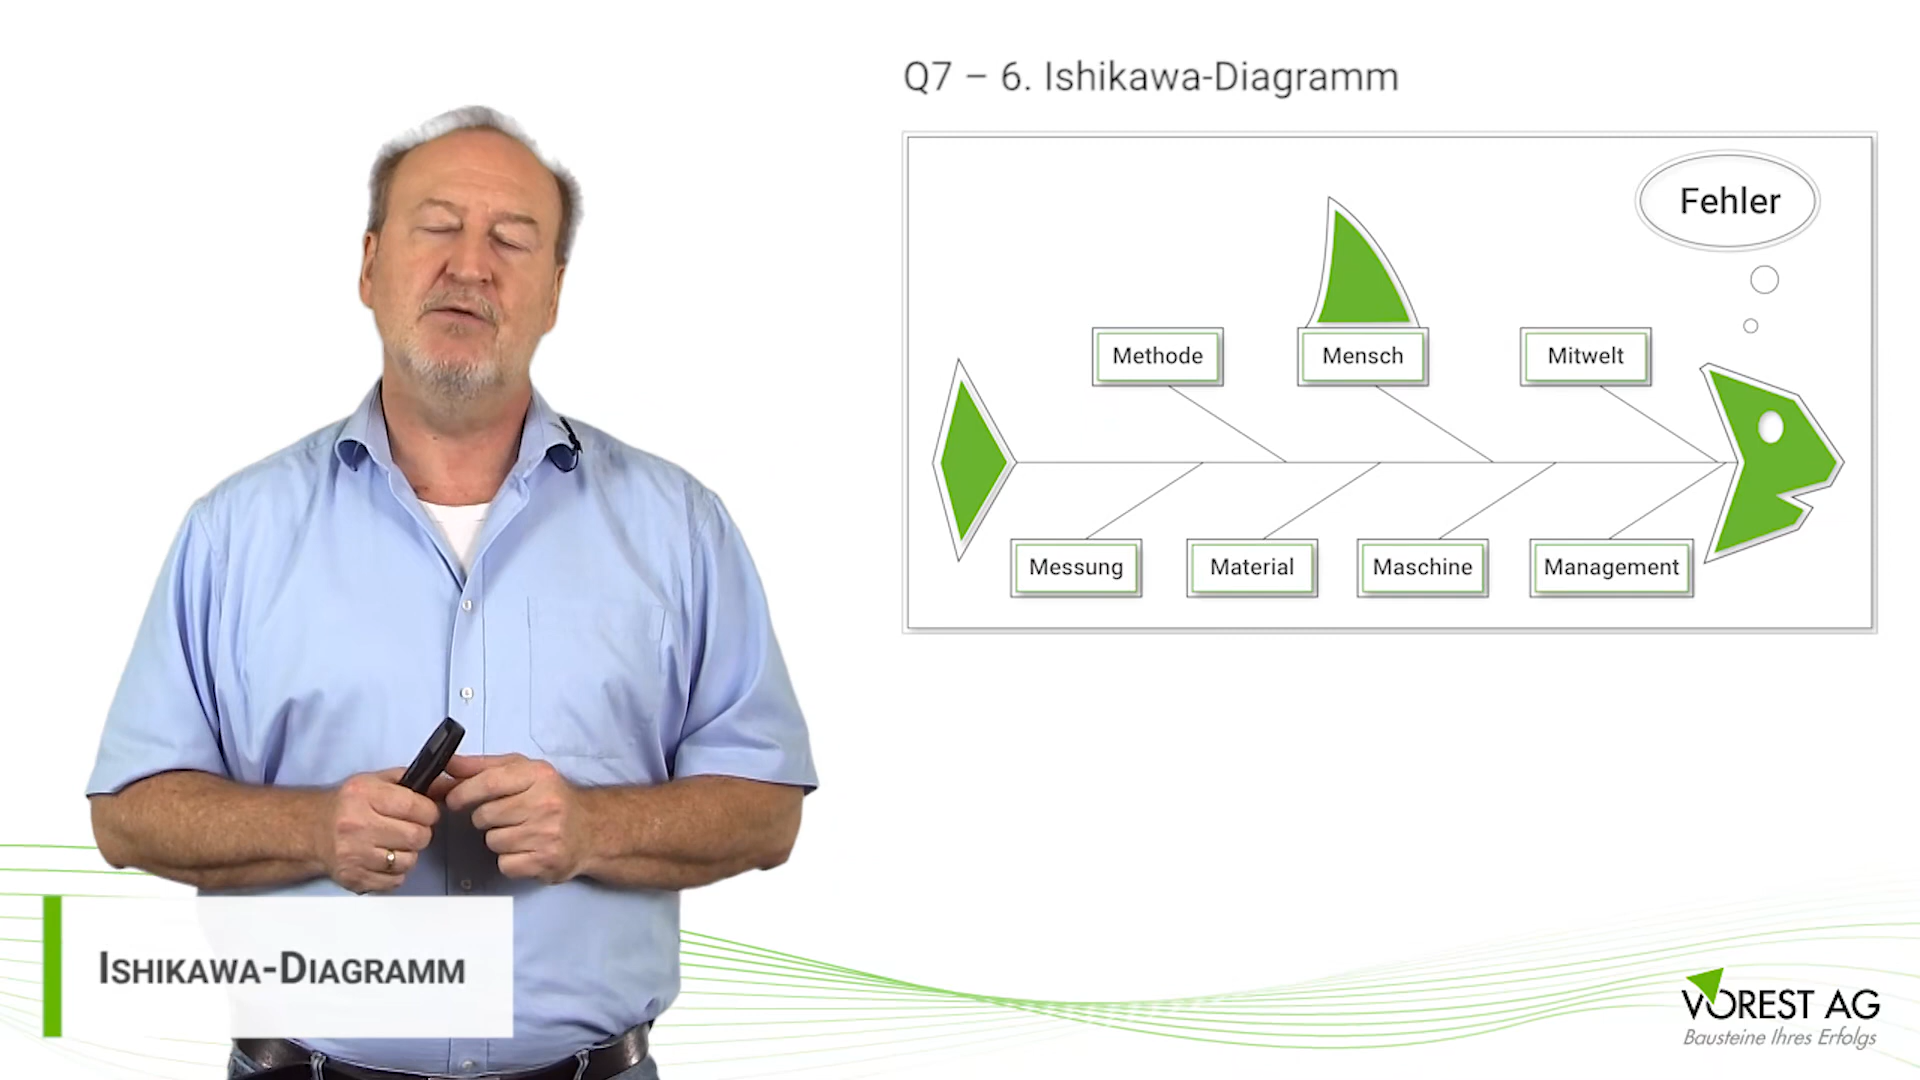 Q7 – 6. Ishikawa-Diagramm
Fehler
Methode
Mensch
Mitwelt
Messung
Material
Maschine
Management
ISHIKAWA-DIAGRAMM
VOREST AG
Bausteine Ihres Erfolgs